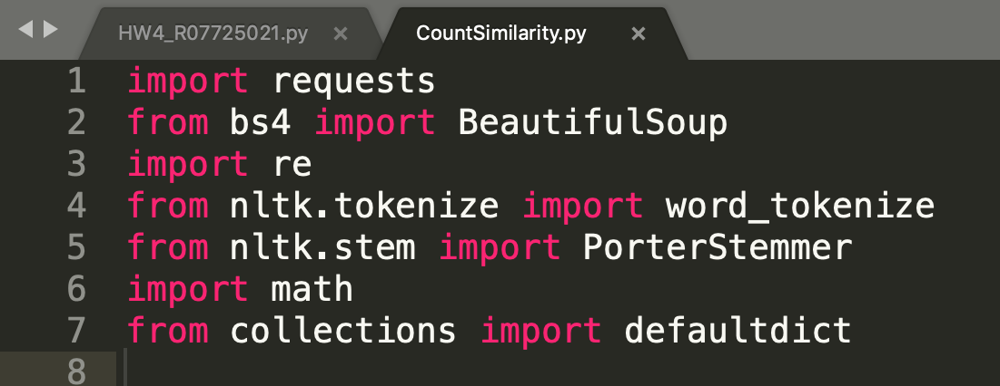 HW4_R07725021.py × CountSimilarity.py ×
1 import requests
2 from bs4 import BeautifulSoup
3 import re
4 from nltk.tokenize import word_tokenize
5 from nltk.stem import PorterStemmer
6 import math
7 from collections import defaultdict
8